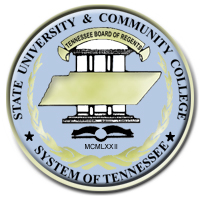 STATE UNIVERSITY & COMMUNITY COLLEGE
TENNESSEE BOARD OF REGENTS
MCMLXXII
★ SYSTEM OF TENNESSEE ★